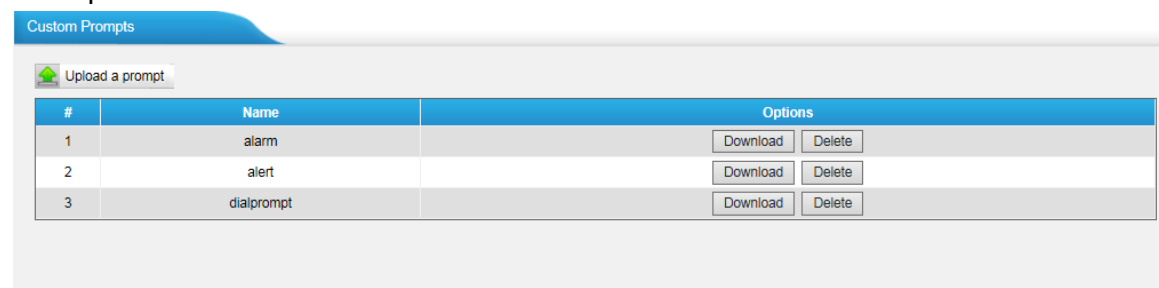 Custom Prompts
Upload a prompt
# Name Options
1 alarm Download Delete
2 alert Download Delete
3 dialprompt Download Delete